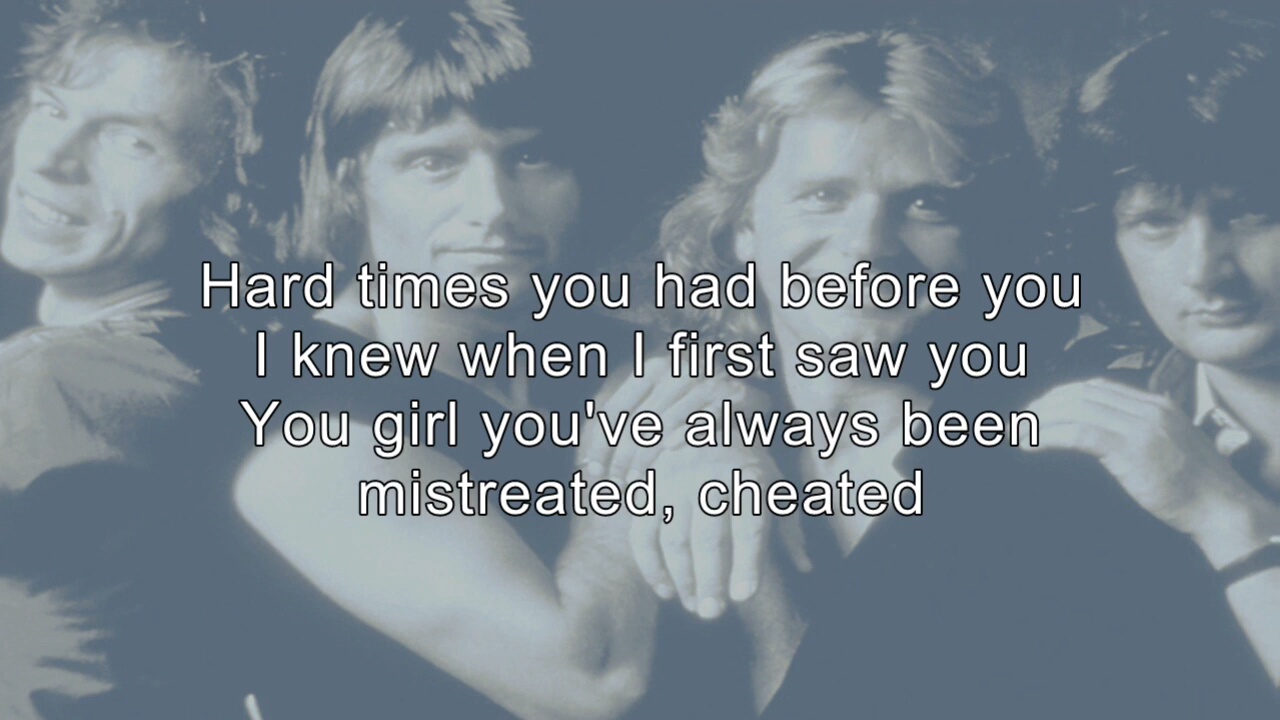 Hard times you had before you
I knew when I first saw you
You girl you've always been
mistreated, cheated